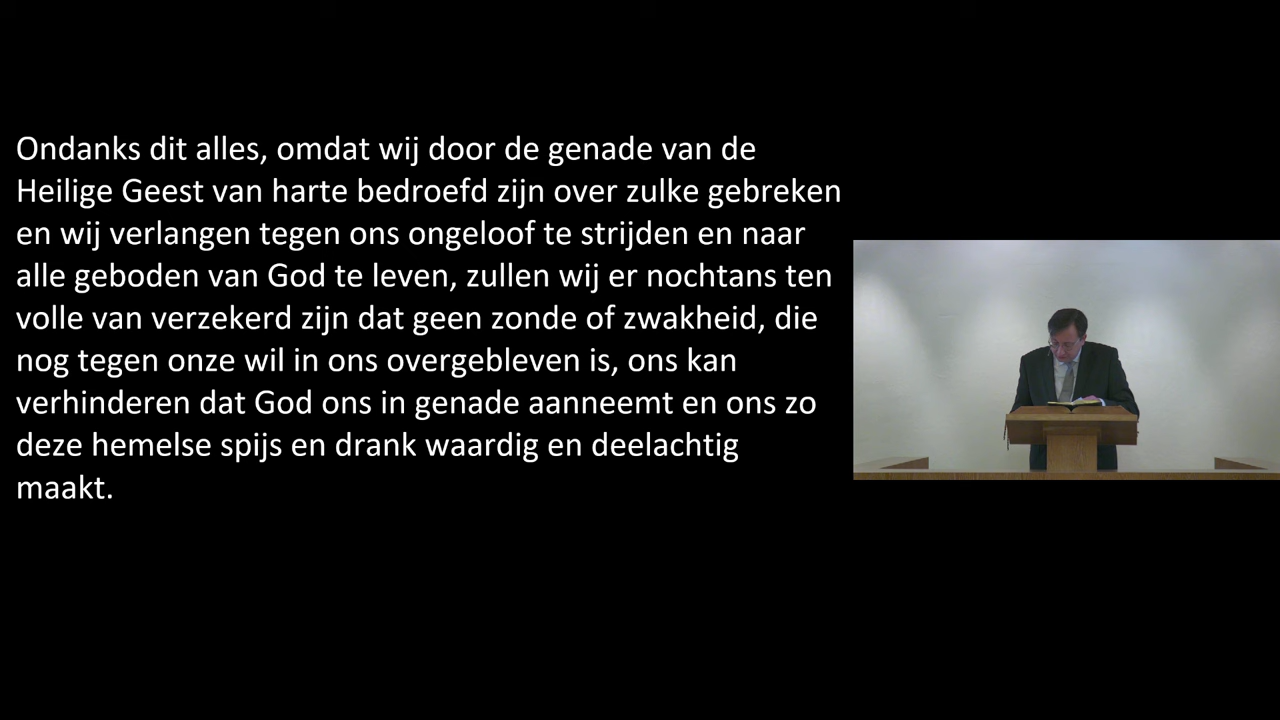 Ondanks dit alles, omdat wij door de genade van de
Heilige Geest van harte bedroefd zijn over zulke gebreken
en wij verlangen tegen ons ongeloof te strijden en naar
alle geboden van God te leven, zullen wij er nochtans ten
volle van verzekerd zijn dat geen zonde of zwakheid, die
nog tegen onze wil in ons overgebleven is, ons kan
verhinderen dat God ons in genade aanneemt en ons zo
deze hemelse spijs en drank waardig en deelachtig
maakt.